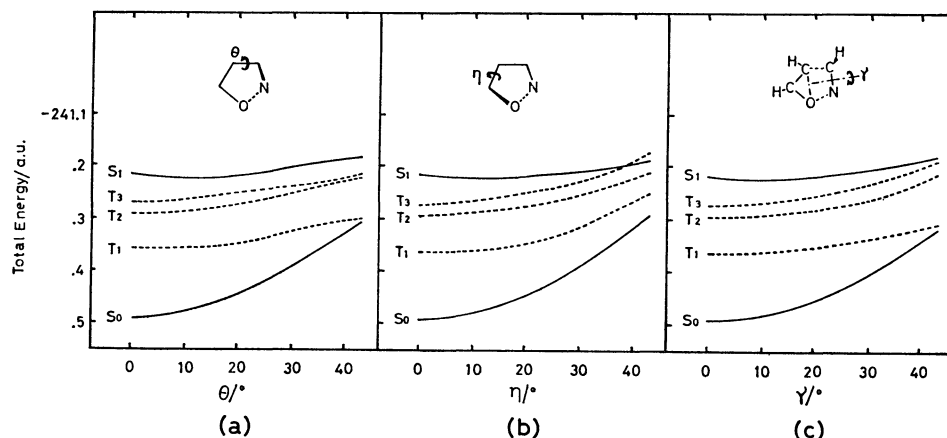 Total Energy/a.u.
-241.1
.2
.3
.4
.5
θ
O N
S1
T3
T2
T1
S0
0 10 20 30 40
θ/°
(a)
η
O N
S1
T3
T2
T1
S0
0 10 20 30 40
η/°
(b)
H
H C C
H C γ
O N
S1
T3
T2
T1
S0
0 10 20 30 40
γ/°
(c)